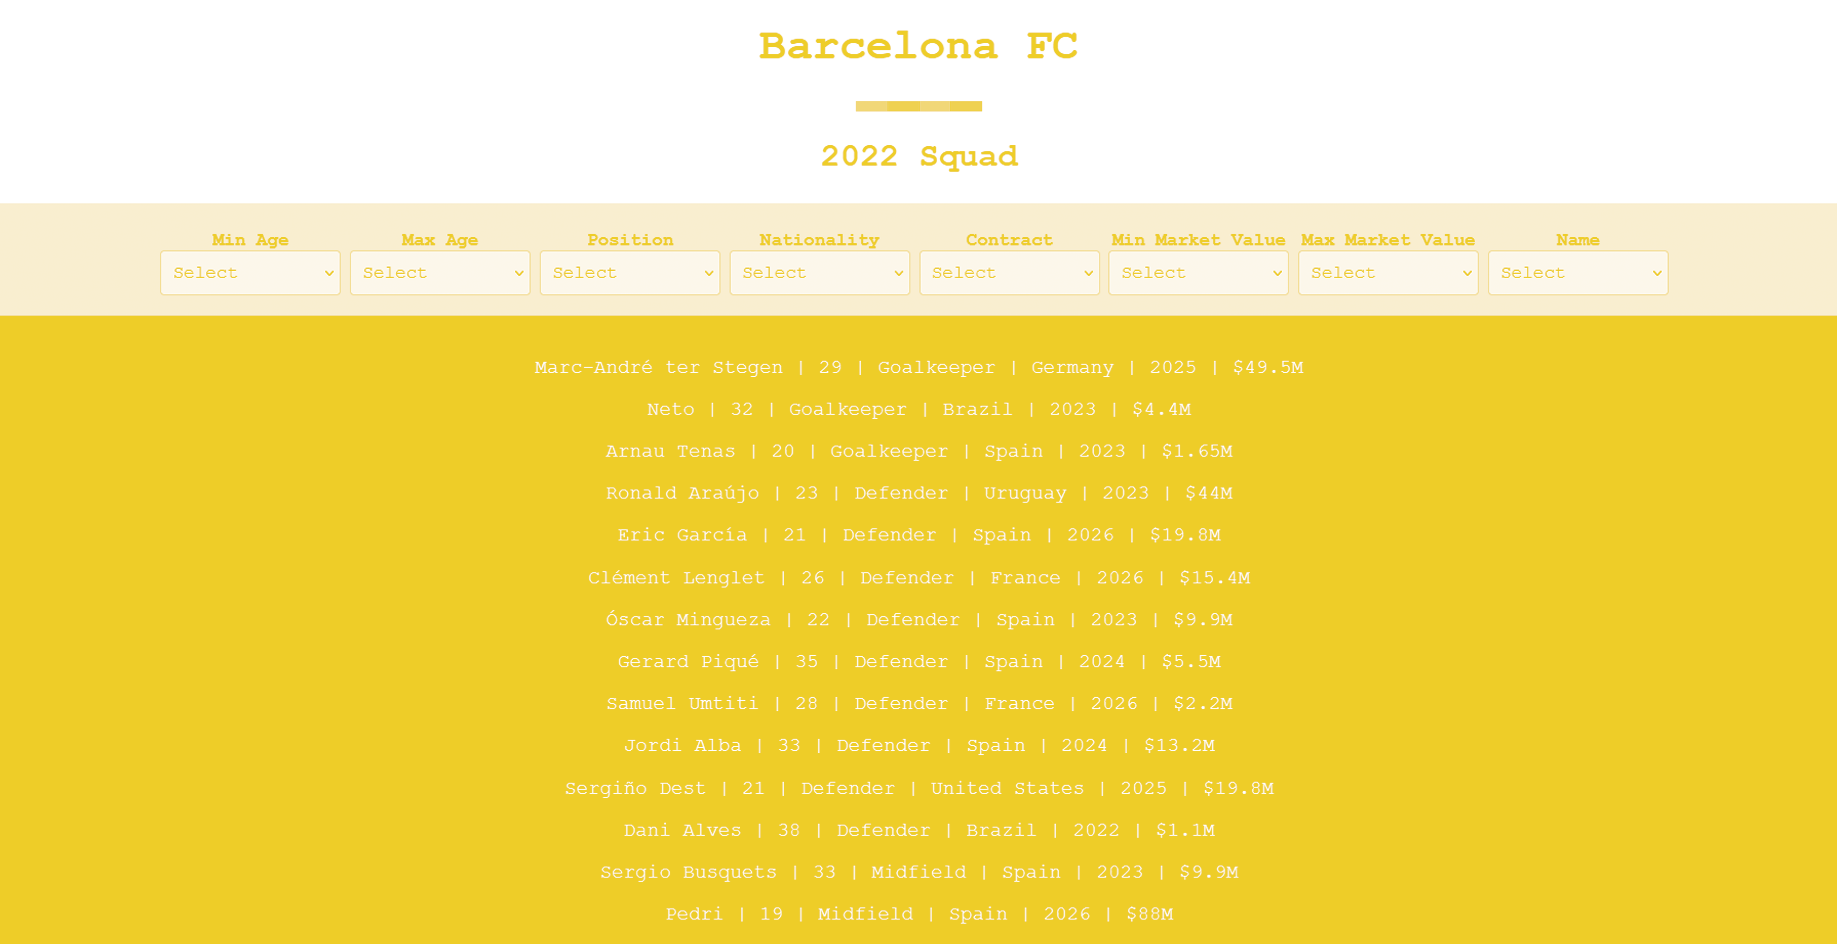 Barcelona FC
2022 Squad
Min Age Max Age Position Nationality Contract Min Market Value Max Market Value Name
Select Select Select Select Select Select Select Select
Marc-André ter Stegen | 29 | Goalkeeper | Germany | 2025 | $49.5M
Neto | 32 | Goalkeeper | Brazil | 2023 | $4.4M
Arnau Tenas | 20 | Goalkeeper | Spain | 2023 | $1.65M
Ronald Araújo | 23 | Defender | Uruguay | 2023 | $44M
Eric García | 21 | Defender | Spain | 2026 | $19.8M
Clément Lenglet | 26 | Defender | France | 2026 | $15.4M
Óscar Mingueza | 22 | Defender | Spain | 2023 | $9.9M
Gerard Piqué | 35 | Defender | Spain | 2024 | $5.5M
Samuel Umtiti | 28 | Defender | France | 2026 | $2.2M
Jordi Alba | 33 | Defender | Spain | 2024 | $13.2M
Sergiño Dest | 21 | Defender | United States | 2025 | $19.8M
Dani Alves | 38 | Defender | Brazil | 2022 | $1.1M
Sergio Busquets | 33 | Midfield | Spain | 2023 | $9.9M
Pedri | 19 | Midfield | Spain | 2026 | $88M